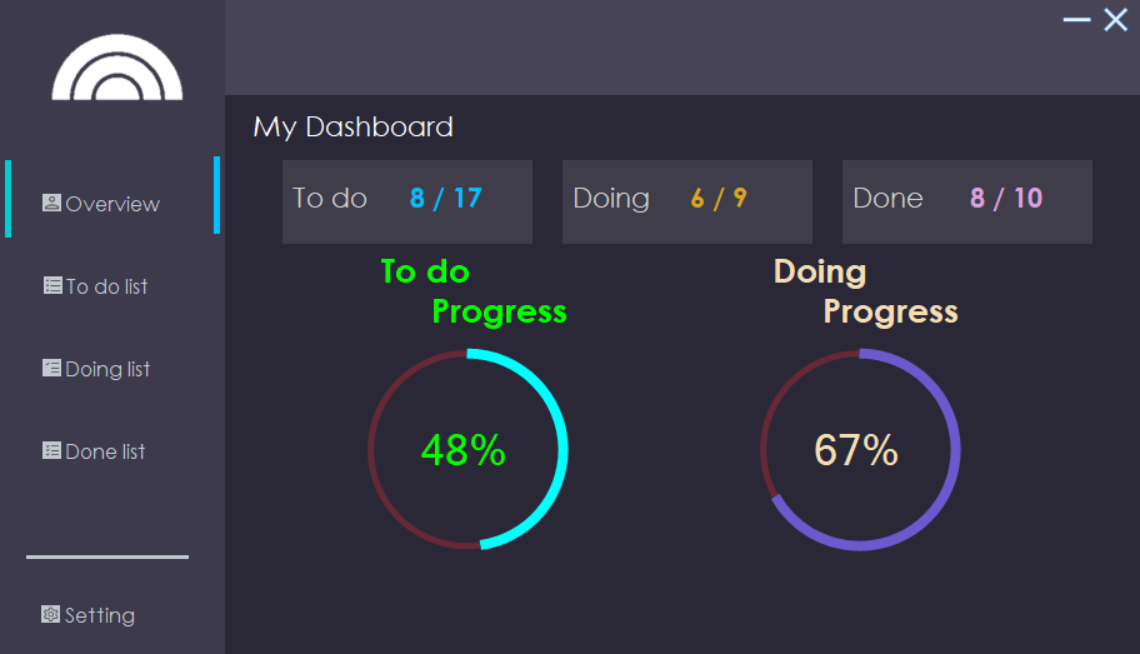 My Dashboard
Overview
To do list
Doing list
Done list
Setting
To do 8 / 17
Doing 6 / 9
Done 8 / 10
To do
Progress
48%
Doing
Progress
67%